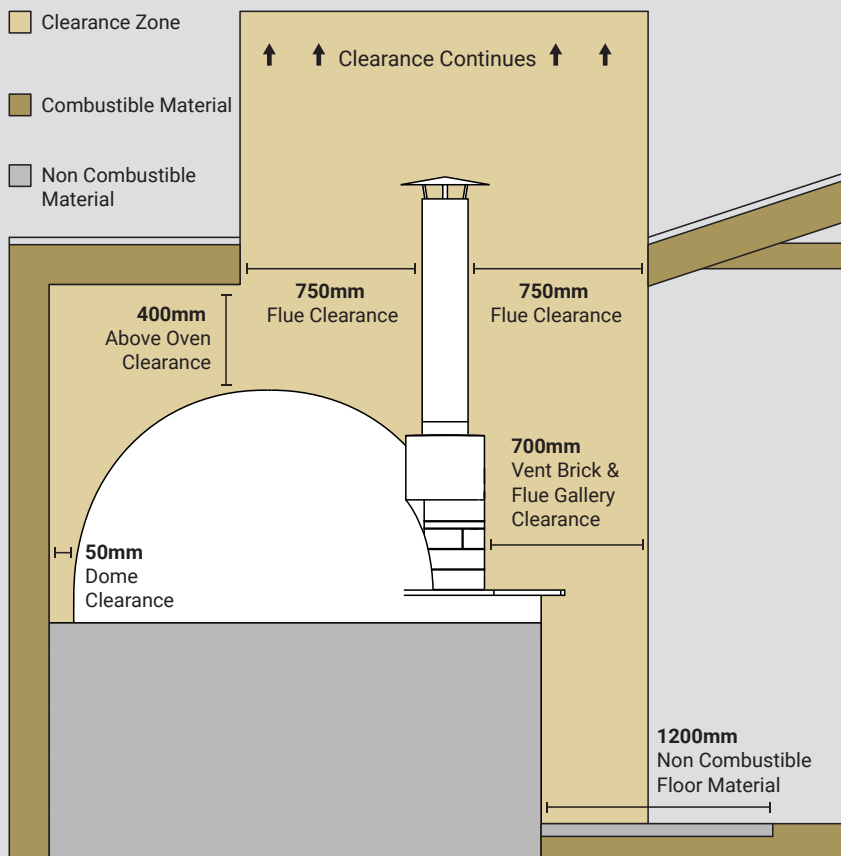 Clearance Zone
Combustible Material
Non Combustible
Material
Clearance Continues
750mm
Flue Clearance
750mm
Flue Clearance
400mm
Above Oven
Clearance
700mm
Vent Brick &
Flue Gallery
Clearance
50mm
Dome
Clearance
1200mm
Non Combustible
Floor Material